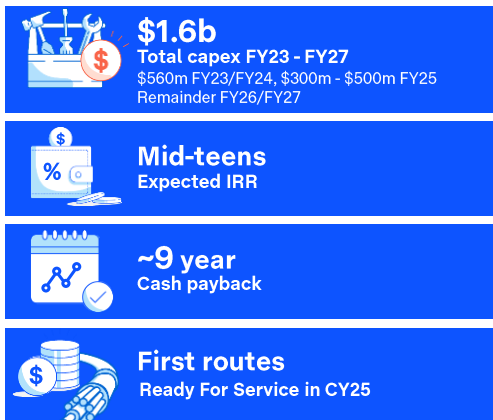 $
$1.6b
Total capex FY23 - FY27
$560m FY23/FY24, $300m - $500m FY25
Remainder FY26/FY27
$
%
Mid-teens
Expected IRR
~9 year
Cash payback
$
First routes
Ready For Service in CY25